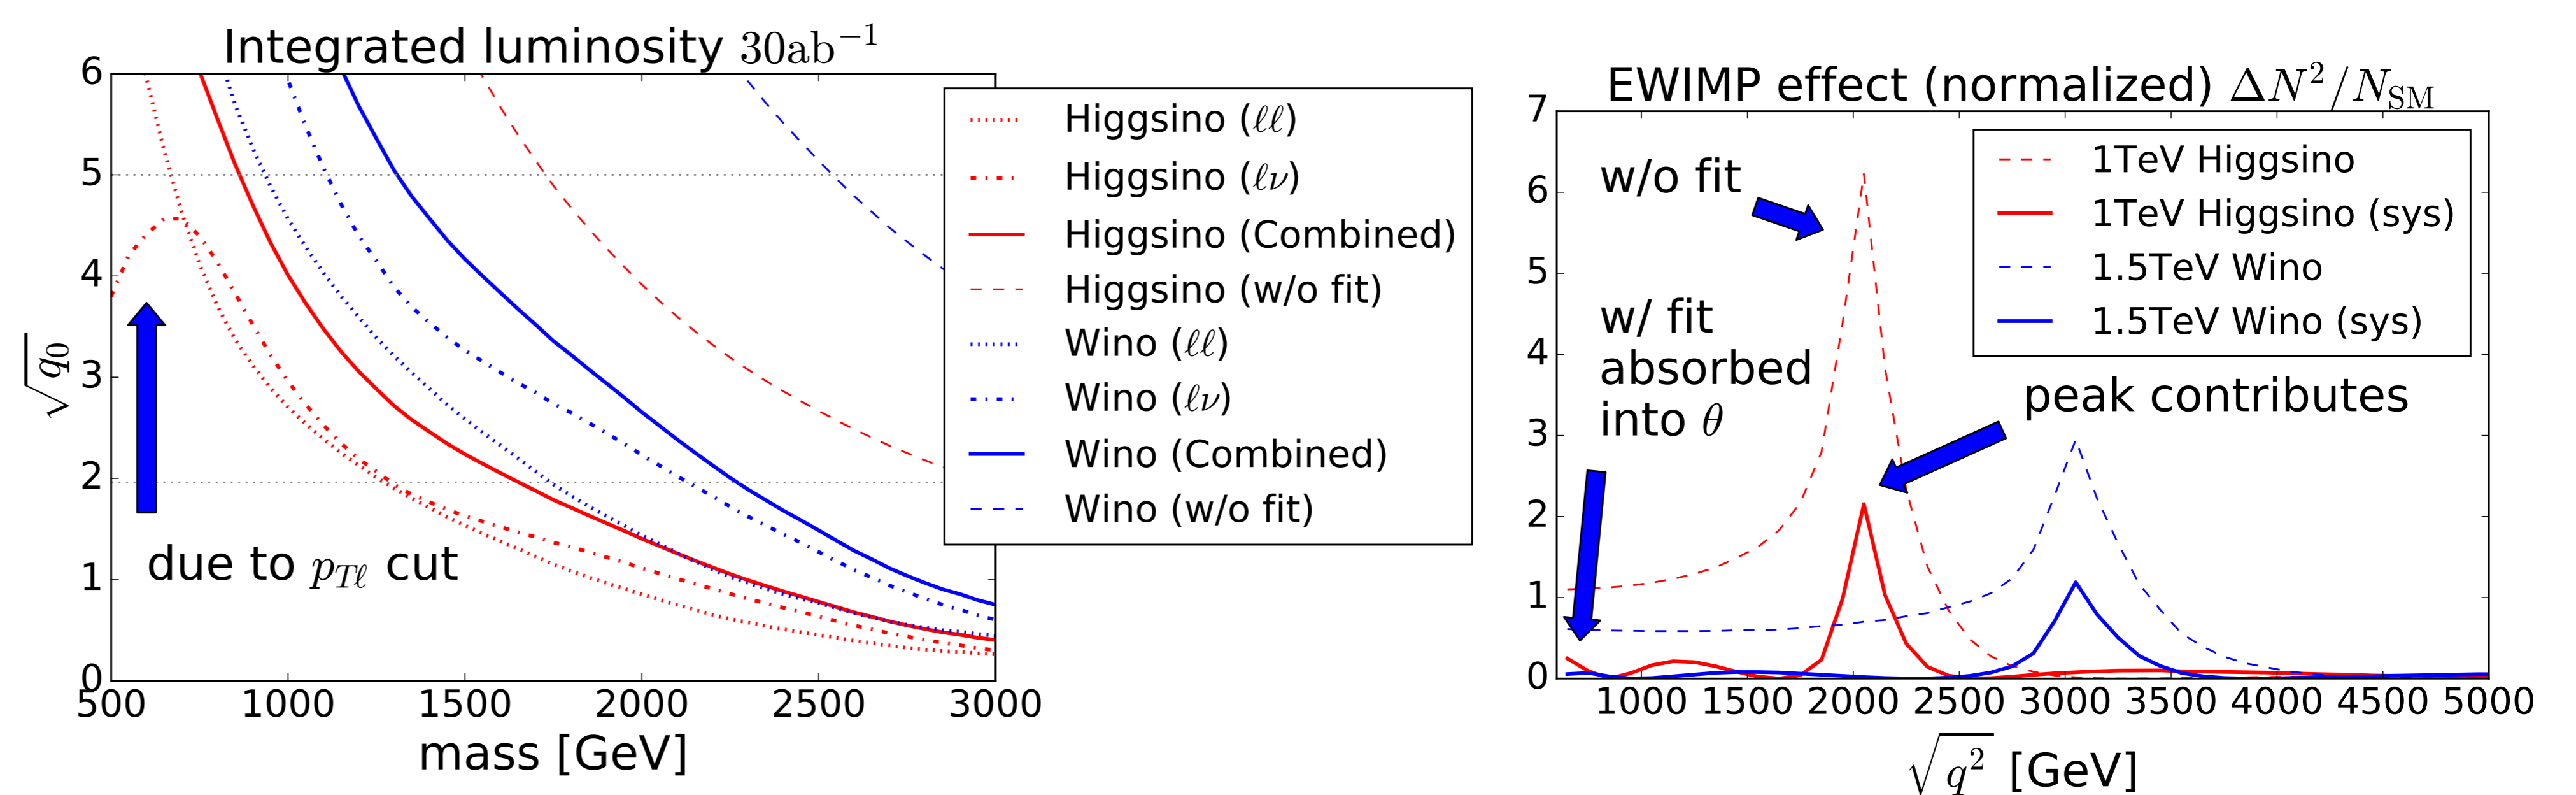 Integrated luminosity 30ab⁻¹
6
5
4
3
2
1
0
√q₀
500 1000 1500 2000 2500 3000
mass [GeV]
due to p_{Tℓ} cut
Higgsino (ℓℓ)
Higgsino (ℓν)
Higgsino (Combined)
Higgsino (w/o fit)
Wino (ℓℓ)
Wino (ℓν)
Wino (Combined)
Wino (w/o fit)
EWIMP effect (normalized) ΔN²/N_{SM}
7
6
5
4
3
2
1
0
1000 1500 2000 2500 3000 3500 4000 4500 5000
√q² [GeV]
w/o fit
w/ fit
absorbed
into θ
peak contributes
1TeV Higgsino
1TeV Higgsino (sys)
1.5TeV Wino
1.5TeV Wino (sys)